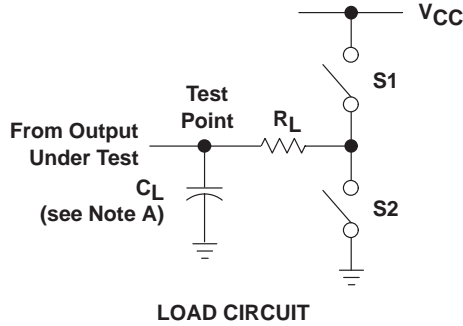 VCC
S1
Test
Point
RL
From Output
Under Test
CL
(see Note A)
S2
LOAD CIRCUIT